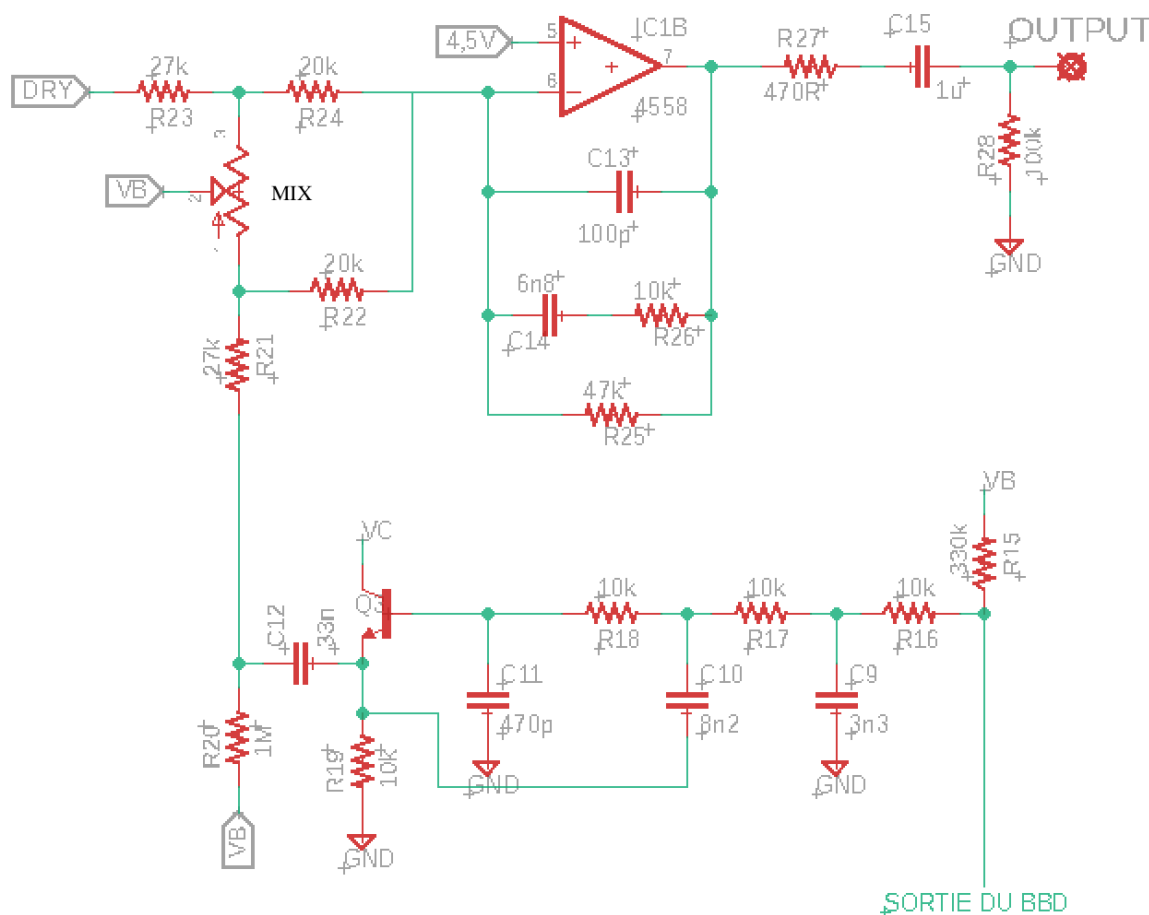 4,5V
5
6
7
IC1B
4558
R27
470R
C15
1u
OUTPUT
R28
100k
GND
DRY
27k
R23
20k
R24
3
VB
2
MIX
1
20k
R22
C13
100p
6n8
C14
10k
R26
47k
R25
27k
R21
VC
Q3
C12
33n
10k
R18
10k
R17
10k
R16
VB
330k
R15
C11
470p
GND
C10
8n2
C9
3n3
GND
R20
1M
R19
10k
GND
VB
SORTIE DU BBD